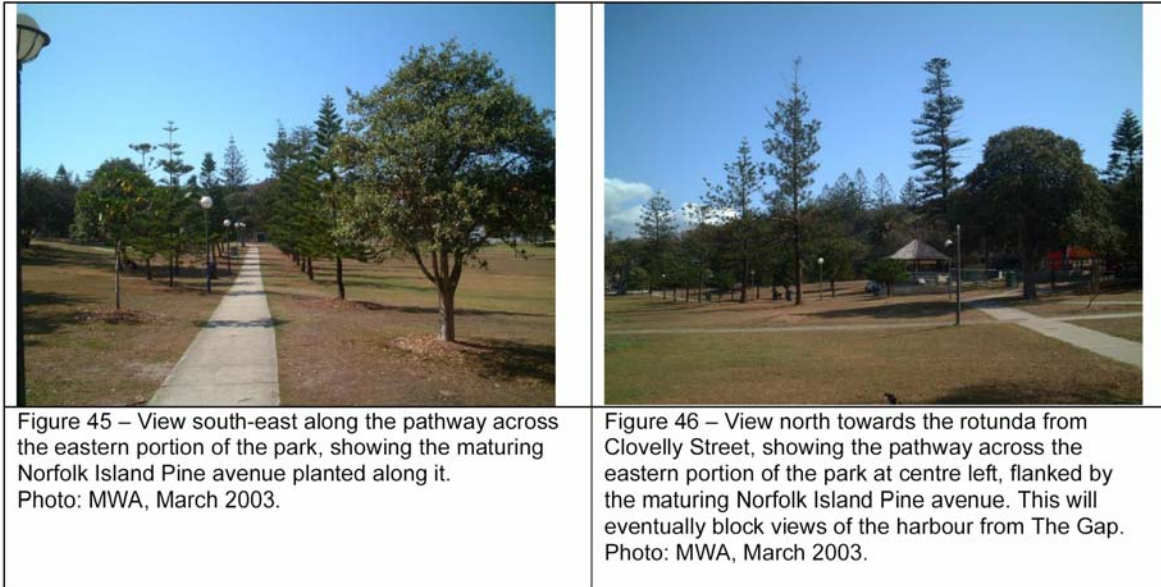 Figure 45 – View south-east along the pathway across
the eastern portion of the park, showing the maturing
Norfolk Island Pine avenue planted along it.
Photo: MWA, March 2003.
Figure 46 – View north towards the rotunda from
Clovelly Street, showing the pathway across the
eastern portion of the park at centre left, flanked by
the maturing Norfolk Island Pine avenue. This will
eventually block views of the harbour from The Gap.
Photo: MWA, March 2003.